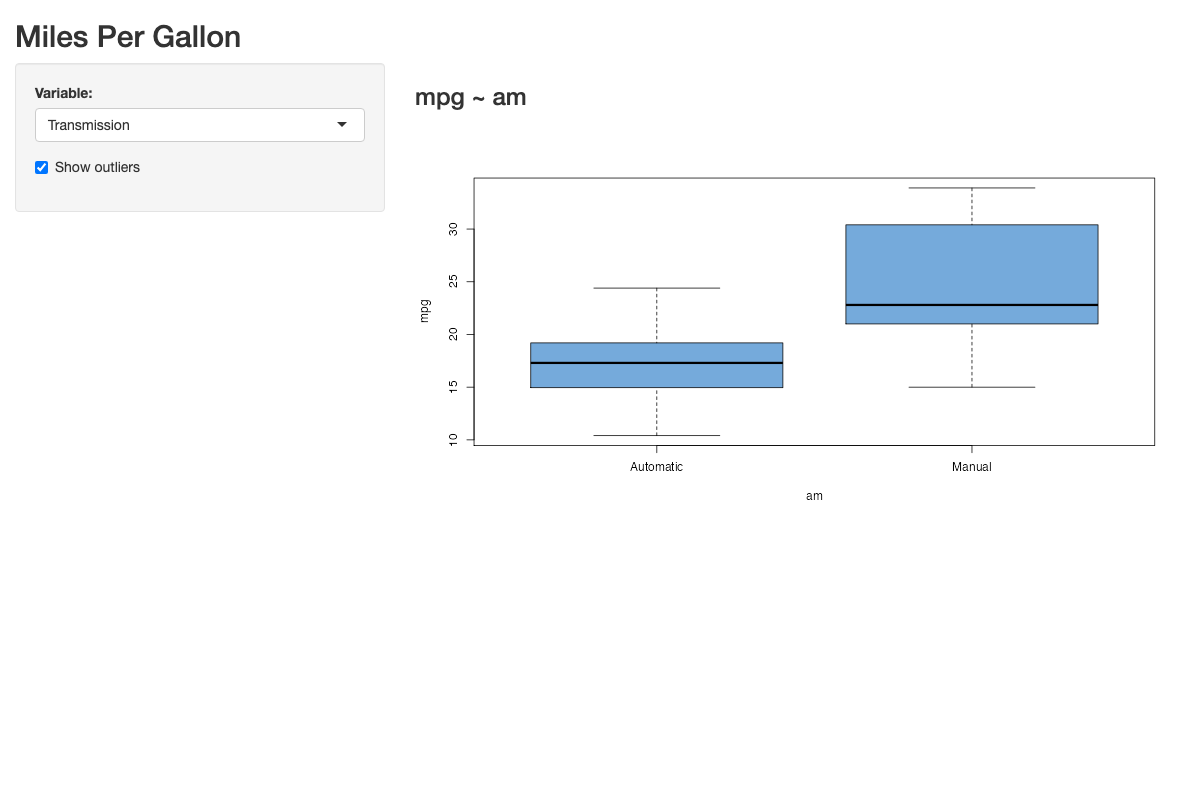 Miles Per Gallon
Variable:
Transmission
Show outliers
mpg ~ am
mpg
30
25
20
15
10
Automatic Manual
am